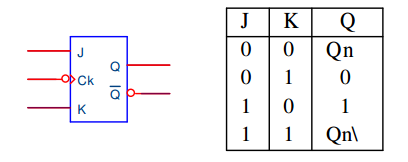 J
Q
Ck
Q̅
K
J K Q
0 0 Qn
0 1 0
1 0 1
1 1 Qn\